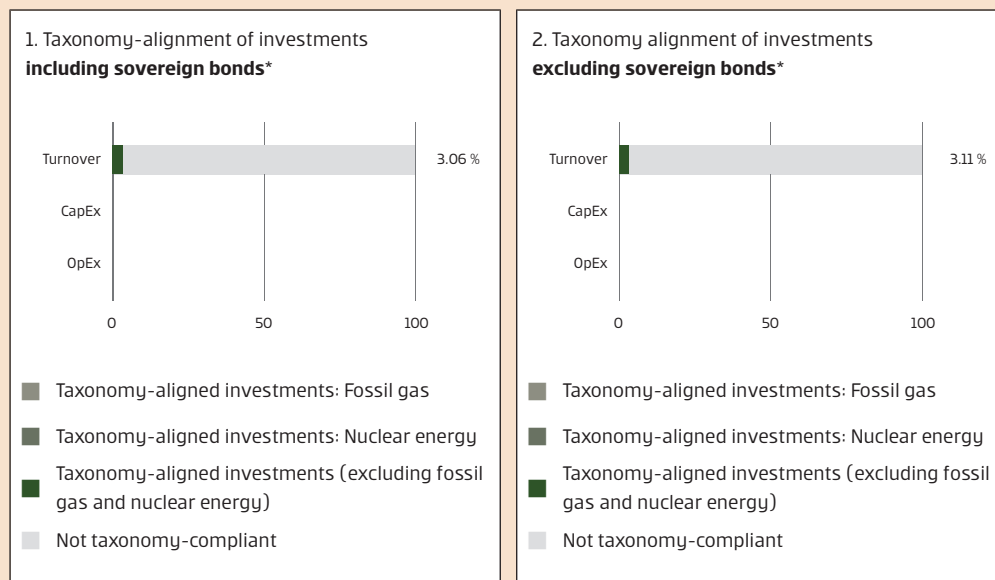 1. Taxonomy-alignment of investments
including sovereign bonds*
Turnover
3.06 %
CapEx
OpEx
0
50
100
Taxonomy-aligned investments: Fossil gas
Taxonomy-aligned investments: Nuclear energy
Taxonomy-aligned investments (excluding fossil
gas and nuclear energy)
Not taxonomy-compliant
2. Taxonomy alignment of investments
excluding sovereign bonds*
Turnover
3.11 %
CapEx
OpEx
0
50
100
Taxonomy-aligned investments: Fossil gas
Taxonomy-aligned investments: Nuclear energy
Taxonomy-aligned investments (excluding fossil
gas and nuclear energy)
Not taxonomy-compliant